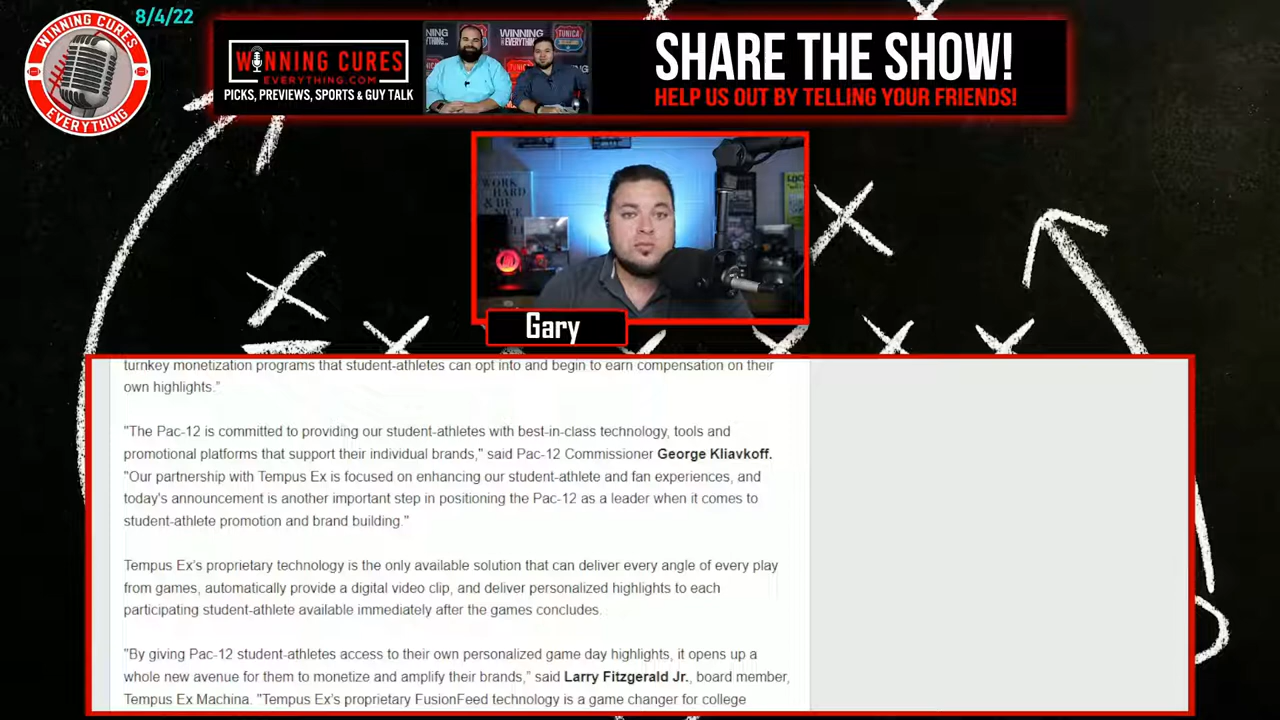 8/4/22
WINNING CURES
EVERYTHING
WINNING CURES
EVERYTHING.COM
PICKS, PREVIEWS, SPORTS & GUY TALK
SHARE THE SHOW!
HELP US OUT BY TELLING YOUR FRIENDS!
WORK
HARD
& BE
NICE
Gary
turnkey monetization programs that student-athletes can opt into and begin to earn compensation on their
own highlights."
"The Pac-12 is committed to providing our student-athletes with best-in-class technology, tools and
promotional platforms that support their individual brands," said Pac-12 Commissioner George Kliavkoff.
"Our partnership with Tempus Ex is focused on enhancing our student-athlete and fan experiences, and
today's announcement is another important step in positioning the Pac-12 as a leader when it comes to
student-athlete promotion and brand building."
Tempus Ex's proprietary technology is the only available solution that can deliver every angle of every play
from games, automatically provide a digital video clip, and deliver personalized highlights to each
participating student-athlete available immediately after the games concludes.
"By giving Pac-12 student-athletes access to their own personalized game day highlights, it opens up a
whole new avenue for them to monetize and amplify their brands," said Larry Fitzgerald Jr., board member,
Tempus Ex Machina. "Tempus Ex's proprietary FusionFeed technology is a game changer for college